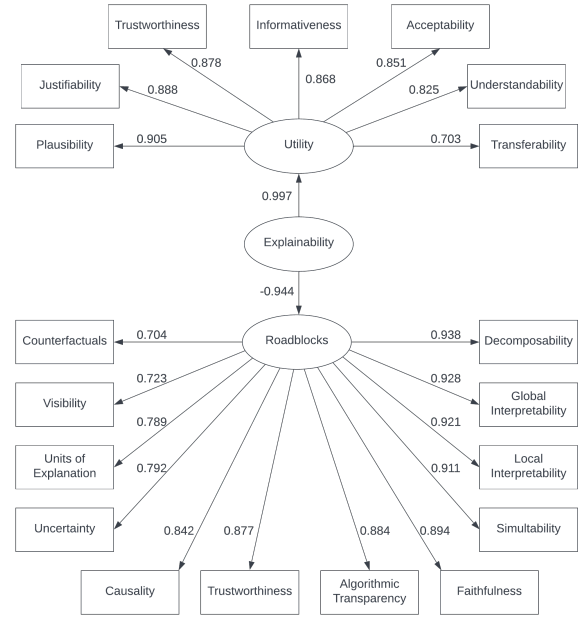 Trustworthiness
Informativeness
Acceptability
0.878
0.868
0.851
Justifiability
0.888
0.825
Understandability
Plausibility
0.905
Utility
0.703
Transferability
0.997
Explainability
-0.944
Counterfactuals
0.704
Roadblocks
0.938
Decomposability
Visibility
0.723
0.928
Global
Interpretability
Units of
Explanation
0.789
0.921
Local
Interpretability
Uncertainty
0.792
0.911
Simultability
0.842
0.877
0.884
0.894
Causality
Trustworthiness
Algorithmic
Transparency
Faithfulness